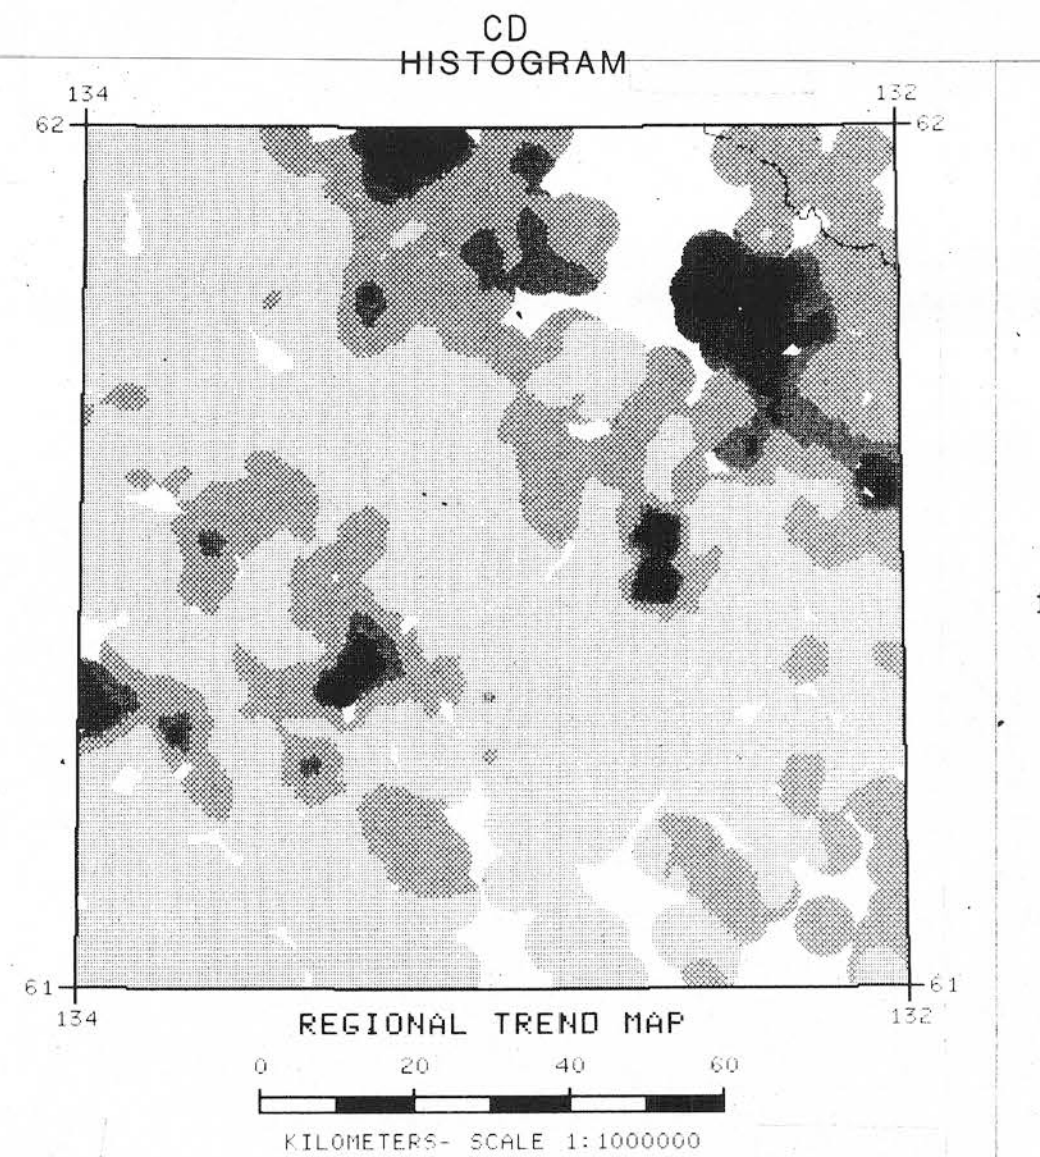 CD
HISTOGRAM
134 132
62 62
61 61
134 132
REGIONAL TREND MAP
0 20 40 60
KILOMETERS- SCALE 1:1000000